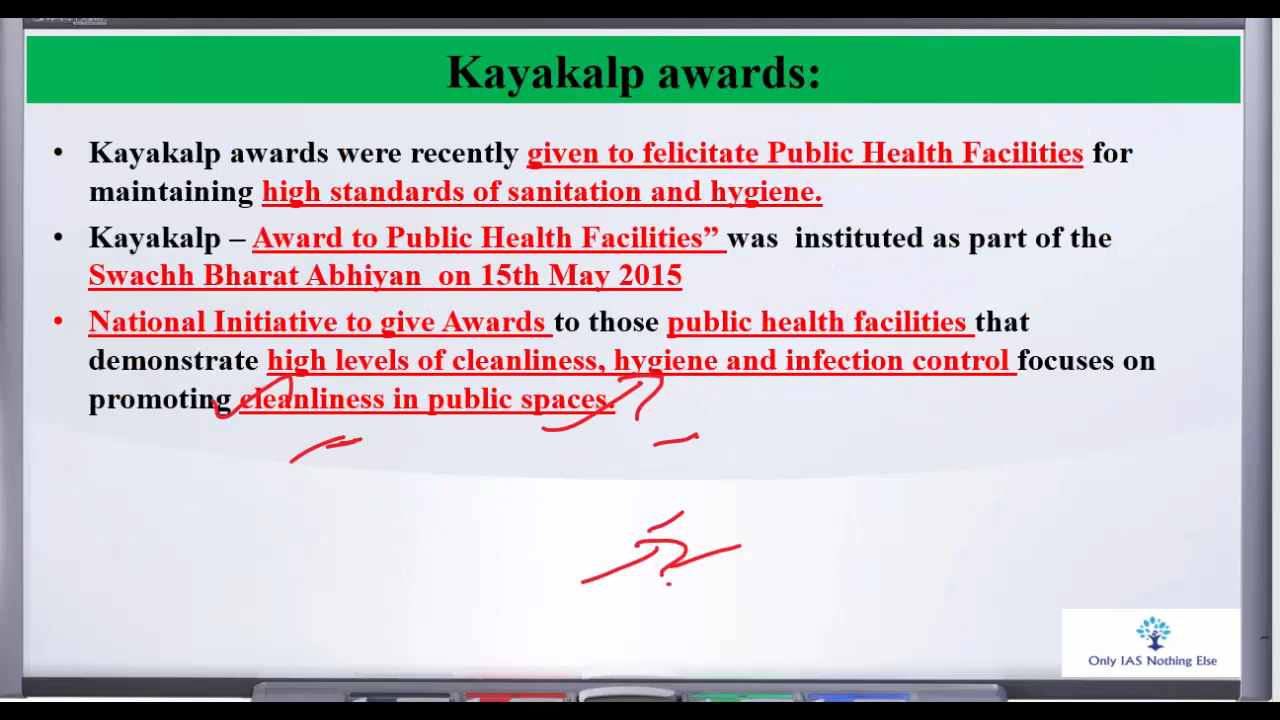 Kayakalp awards:
• Kayakalp awards were recently given to felicitate Public Health Facilities for
maintaining high standards of sanitation and hygiene.
• Kayakalp – Award to Public Health Facilities” was instituted as part of the
Swachh Bharat Abhiyan on 15th May 2015
• National Initiative to give Awards to those public health facilities that
demonstrate high levels of cleanliness, hygiene and infection control focuses on
promoting cleanliness in public spaces.
Only IAS Nothing Else